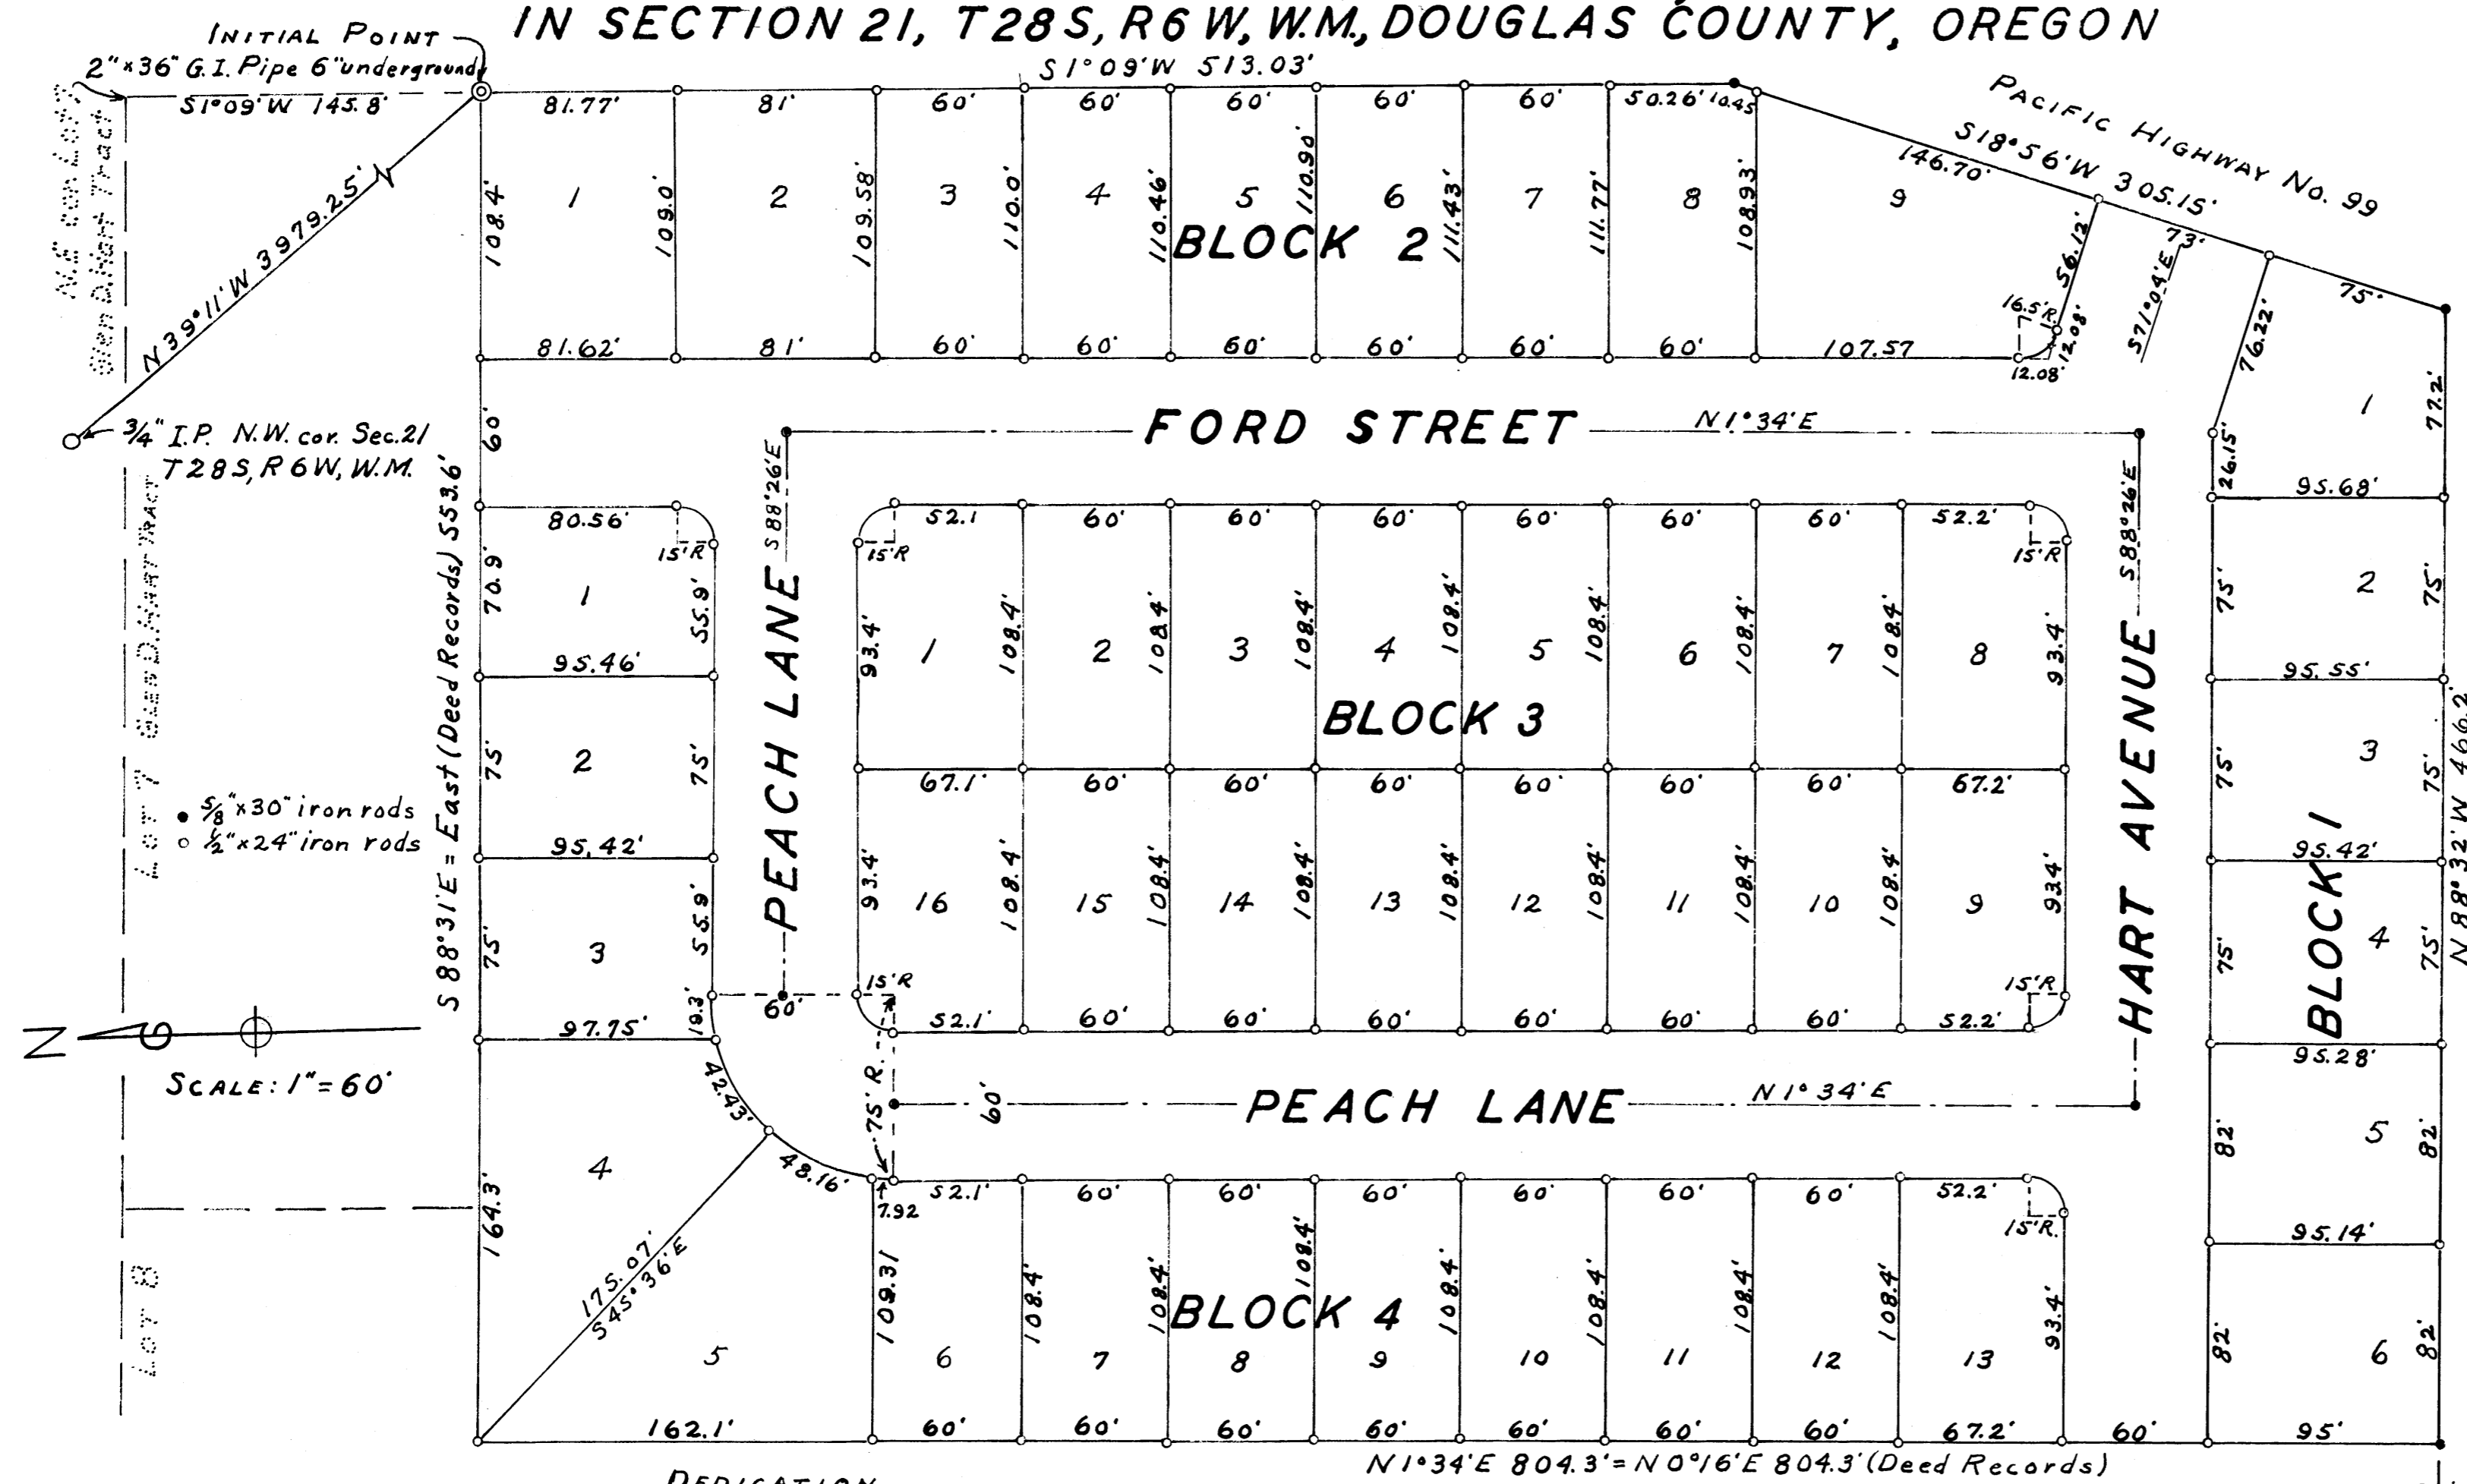 IN SECTION 21, T28S, R6W, W.M., DOUGLAS COUNTY, OREGON
INITIAL POINT
2"x36" G.I. Pipe 6"underground
S1°09'W 145.8'
S1°09'W 513.03'
81.77' 81' 60' 60' 60' 60' 60' 50.26' 10.45
PACIFIC HIGHWAY No. 99
S18°56'W 305.15'
146.70' 73' 75'
N39°11'W 3979.25'
108.4' 109.0' 109.58' 110.0' 110.46' 110.90' 111.43' 111.77' 108.93'
1 2 3 4 5 6 7 8 9
BLOCK 2
56.12'
16.5'R.
12.08'
12.08'
S71°04'E
76.22'
81.62' 81' 60' 60' 60' 60' 60' 60' 107.57
3/4" I.P. N.W. cor. Sec. 21
T28S, R6W, W.M.
60'
S88°26'E
FORD STREET N1°34'E
S88°26'E
26.15'
1
77.2'
95.68'
S88°31'E = East (Deed Records) 553.6'
80.56'
15'R
70.9'
1
55.9'
95.46'
75'
2
75'
95.42'
75'
3
55.9'
19.3'
97.75'
PEACH LANE
60'
52.1 60' 60' 60' 60' 60' 60' 52.2'
15'R 15'R
93.4' 108.4' 108.4' 108.4' 108.4' 108.4' 108.4' 108.4' 93.4'
1 2 3 4 5 6 7 8
BLOCK 3
67.1' 60' 60' 60' 60' 60' 60' 67.2'
93.4' 108.4' 108.4' 108.4' 108.4' 108.4' 108.4' 108.4' 93.4
16 15 14 13 12 11 10 9
15'R 15'R
52.1' 60' 60' 60' 60' 60' 60' 52.2'
HART AVENUE
75' 2 75'
95.55'
75' 3 75'
95.42'
75' 4 75'
95.28'
BLOCK 1
82' 5 82'
95.14'
82' 6 82'
95'
N88°32'W 466.2'
LOT 7 Giles D. HART TRACT
5/8"x30" iron rods
1/2"x24" iron rods
N
SCALE: 1"=60'
LOT 8
42.43'
48.16'
75' R.
60'
PEACH LANE N1°34'E
164.3'
4
175.07'
S45°36'E
5
7.92
52.1' 60' 60' 60' 60' 60' 60' 52.2'
15'R.
109.31 108.4' 108.4' 108.4' 108.4' 108.4' 108.4' 108.4' 93.4'
BLOCK 4
6 7 8 9 10 11 12 13
162.1' 60' 60' 60' 60' 60' 60' 60' 67.2' 60'
N1°34'E 804.3' = N0°16'E 804.3' (Deed Records)
DEDICATION